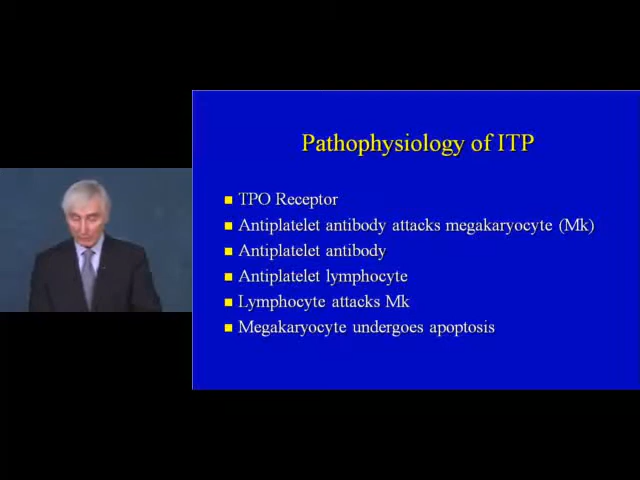 Pathophysiology of ITP
TPO Receptor
Antiplatelet antibody attacks megakaryocyte (Mk)
Antiplatelet antibody
Antiplatelet lymphocyte
Lymphocyte attacks Mk
Megakaryocyte undergoes apoptosis